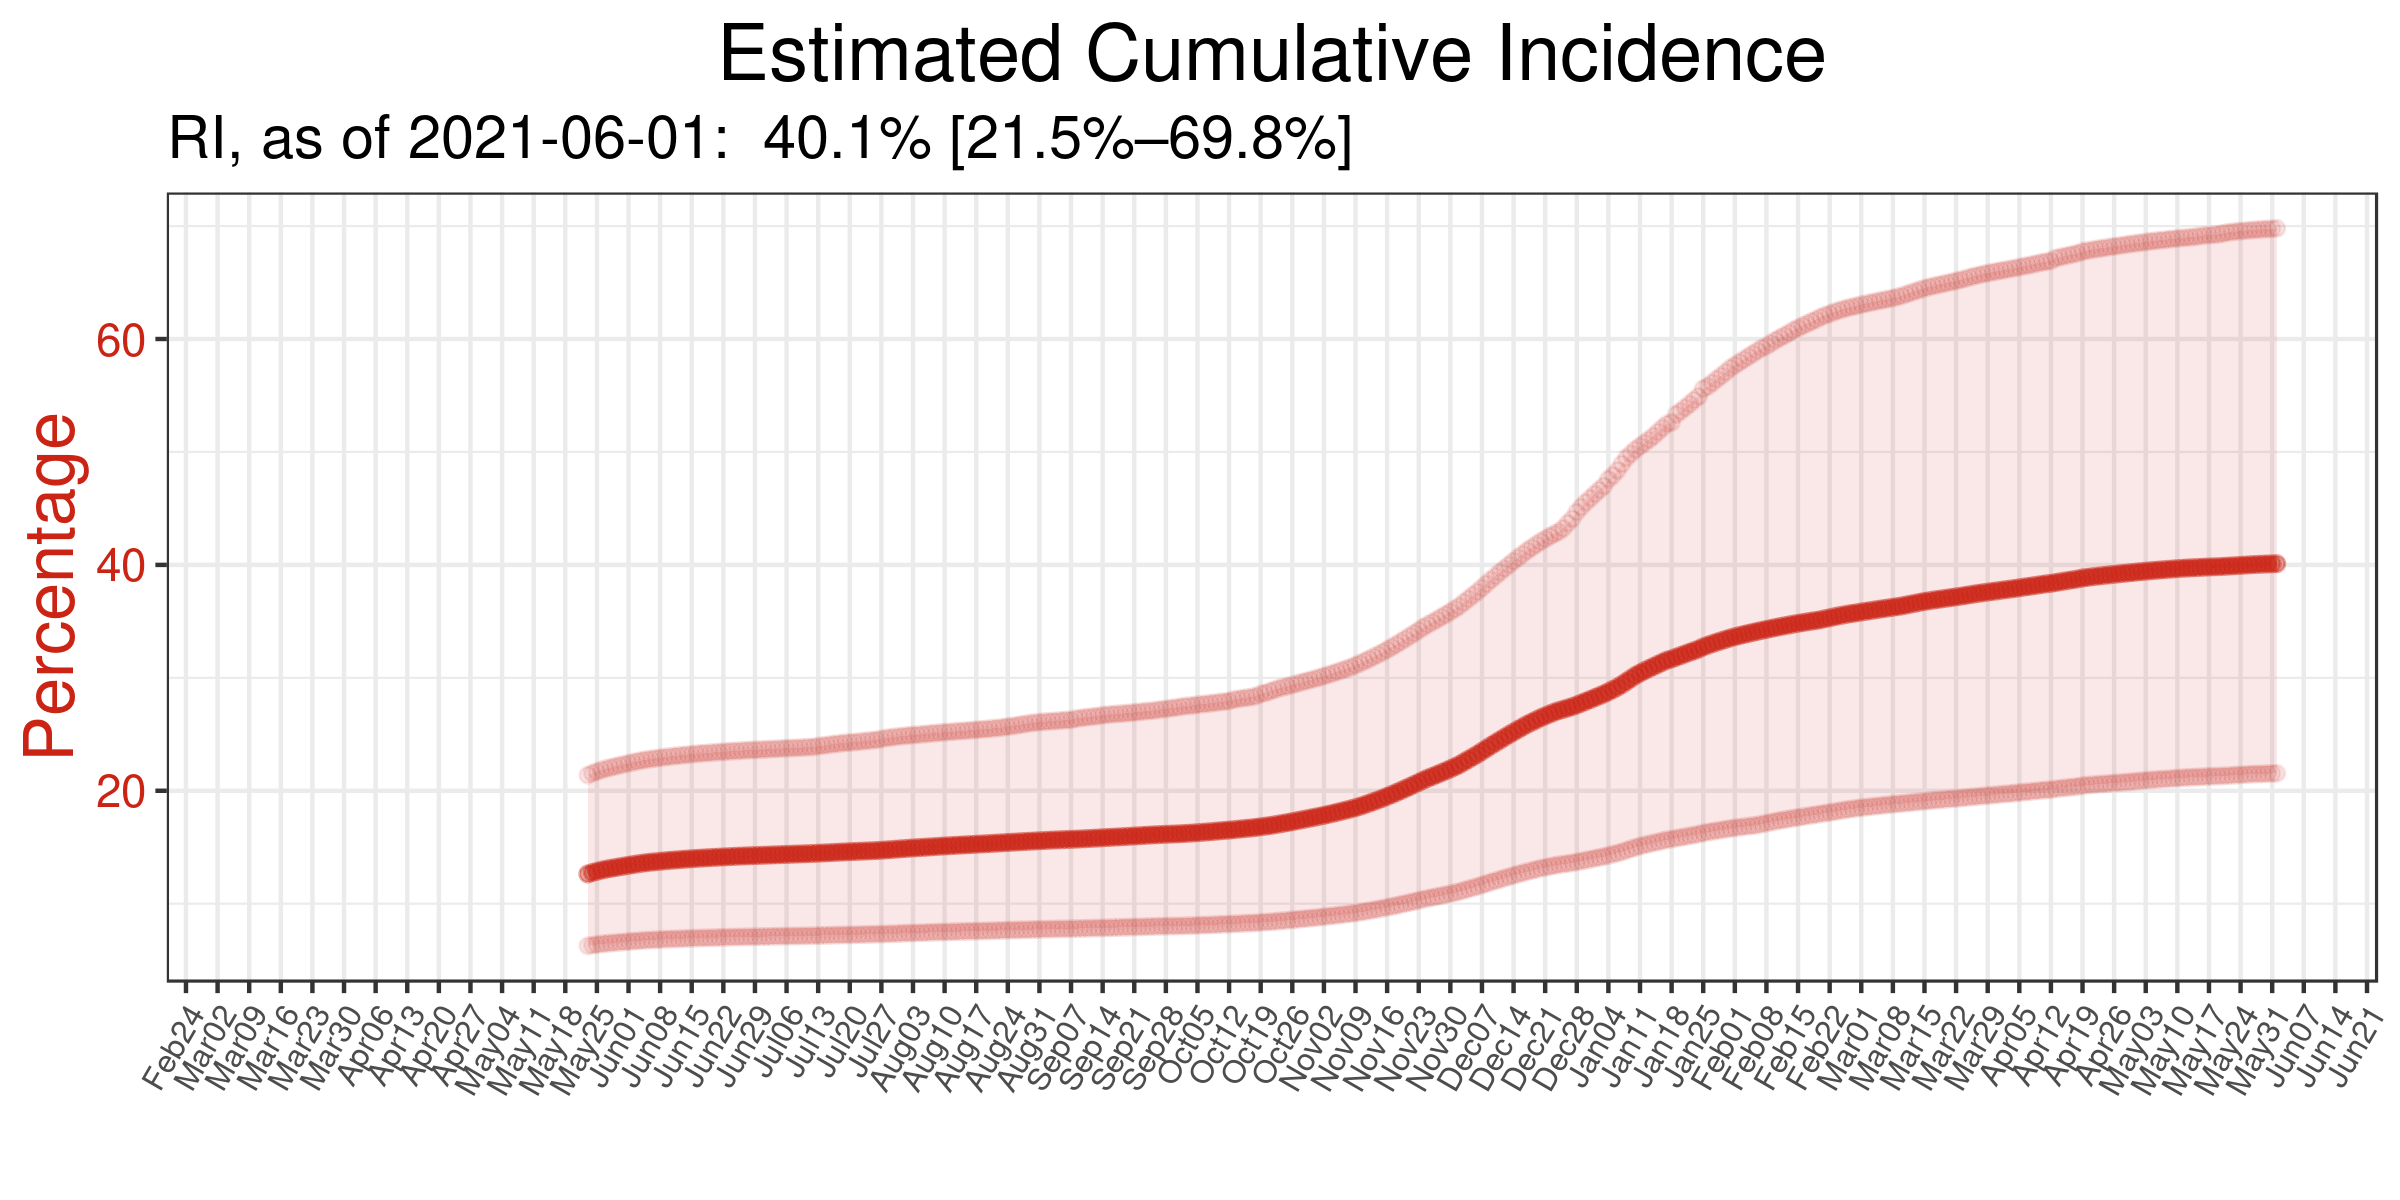 Estimated Cumulative Incidence
RI, as of 2021-06-01:  40.1% [21.5%–69.8%]
Percentage
60
40
20
Feb24
Mar02
Mar09
Mar16
Mar23
Mar30
Apr06
Apr13
Apr20
Apr27
May04
May11
May18
May25
Jun01
Jun08
Jun15
Jun22
Jun29
Jul06
Jul13
Jul20
Jul27
Aug03
Aug10
Aug17
Aug24
Aug31
Sep07
Sep14
Sep21
Sep28
Oct05
Oct12
Oct19
Oct26
Nov02
Nov09
Nov16
Nov23
Nov30
Dec07
Dec14
Dec21
Dec28
Jan04
Jan11
Jan18
Jan25
Feb01
Feb08
Feb15
Feb22
Mar01
Mar08
Mar15
Mar22
Mar29
Apr05
Apr12
Apr19
Apr26
May03
May10
May17
May24
May31
Jun07
Jun14
Jun21